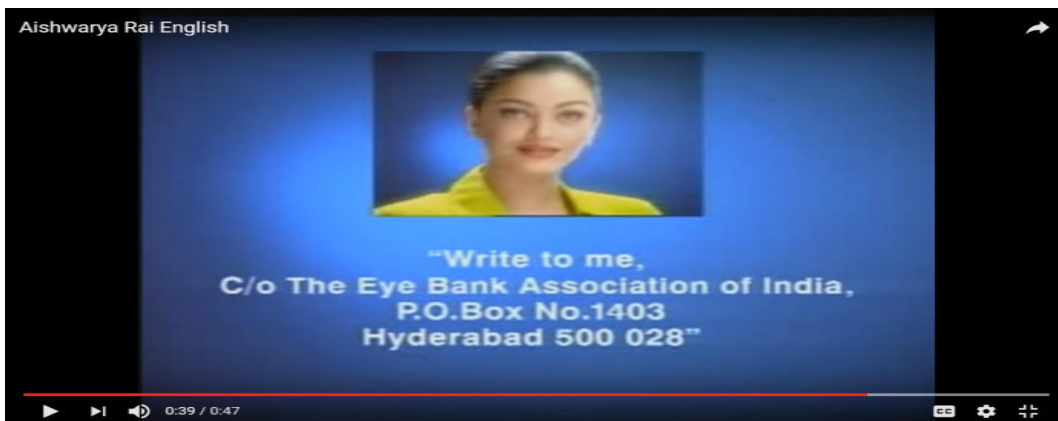 Aishwarya Rai English
“Write to me,
C/o The Eye Bank Association of India,
P.O.Box No.1403
Hyderabad 500 028”
0:39 / 0:47
CC